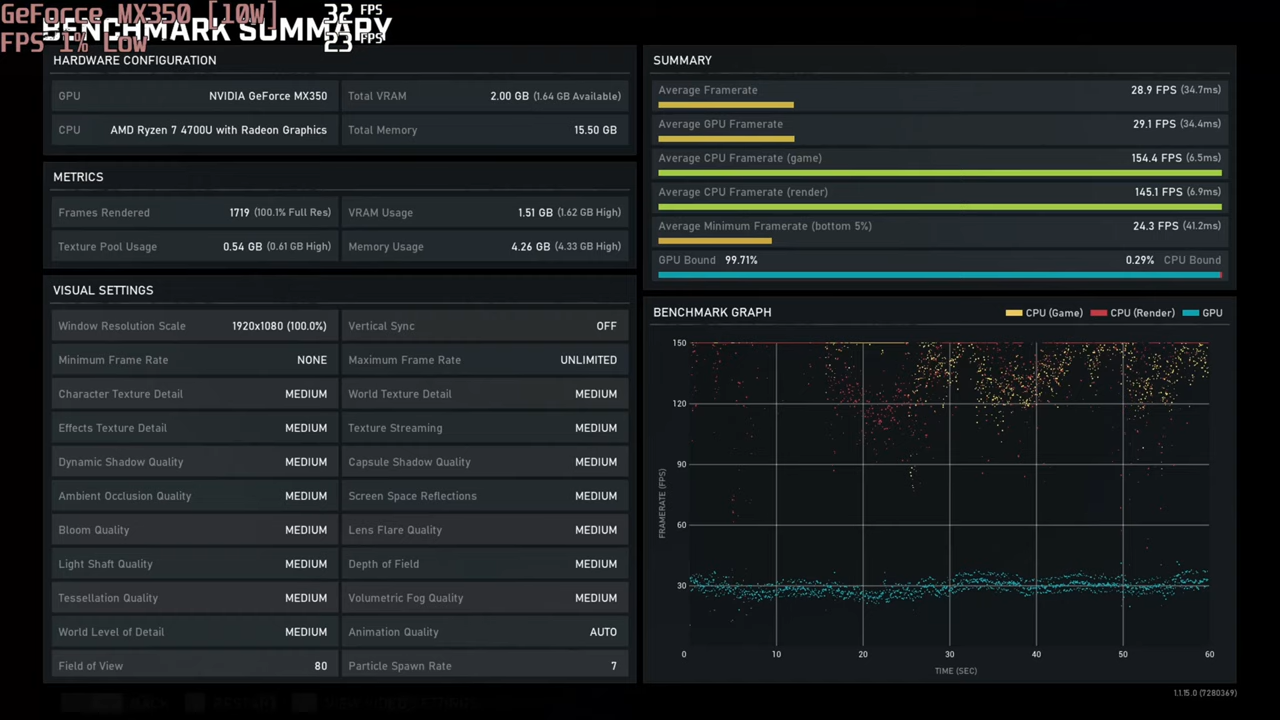 GeForce MX350 [10W] 32 FPS
FPS 1% Low 23 FPS
BENCHMARK SUMMARY
HARDWARE CONFIGURATION
GPU NVIDIA GeForce MX350 Total VRAM 2.00 GB (1.64 GB Available)
CPU AMD Ryzen 7 4700U with Radeon Graphics Total Memory 15.50 GB
METRICS
Frames Rendered 1719 (100.1% Full Res) VRAM Usage 1.51 GB (1.62 GB High)
Texture Pool Usage 0.54 GB (0.61 GB High) Memory Usage 4.26 GB (4.33 GB High)
VISUAL SETTINGS
Window Resolution Scale 1920x1080 (100.0%) Vertical Sync OFF
Minimum Frame Rate NONE Maximum Frame Rate UNLIMITED
Character Texture Detail MEDIUM World Texture Detail MEDIUM
Effects Texture Detail MEDIUM Texture Streaming MEDIUM
Dynamic Shadow Quality MEDIUM Capsule Shadow Quality MEDIUM
Ambient Occlusion Quality MEDIUM Screen Space Reflections MEDIUM
Bloom Quality MEDIUM Lens Flare Quality MEDIUM
Light Shaft Quality MEDIUM Depth of Field MEDIUM
Tessellation Quality MEDIUM Volumetric Fog Quality MEDIUM
World Level of Detail MEDIUM Animation Quality AUTO
Field of View 80 Particle Spawn Rate 7
SUMMARY
Average Framerate 28.9 FPS (34.7ms)
Average GPU Framerate 29.1 FPS (34.4ms)
Average CPU Framerate (game) 154.4 FPS (6.5ms)
Average CPU Framerate (render) 145.1 FPS (6.9ms)
Average Minimum Framerate (bottom 5%) 24.3 FPS (41.2ms)
GPU Bound 99.71% 0.29% CPU Bound
BENCHMARK GRAPH CPU (Game) CPU (Render) GPU
150
120
90
60
30
FRAMERATE (FPS)
0 10 20 30 40 50 60
TIME (SEC)
1.1.15.0 (7280369)